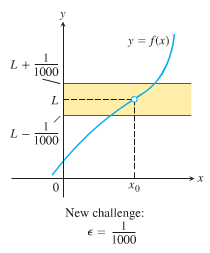 y
y = f(x)
L + 1/1000
L
L − 1/1000
0
x₀
x
New challenge:
ϵ = 1/1000